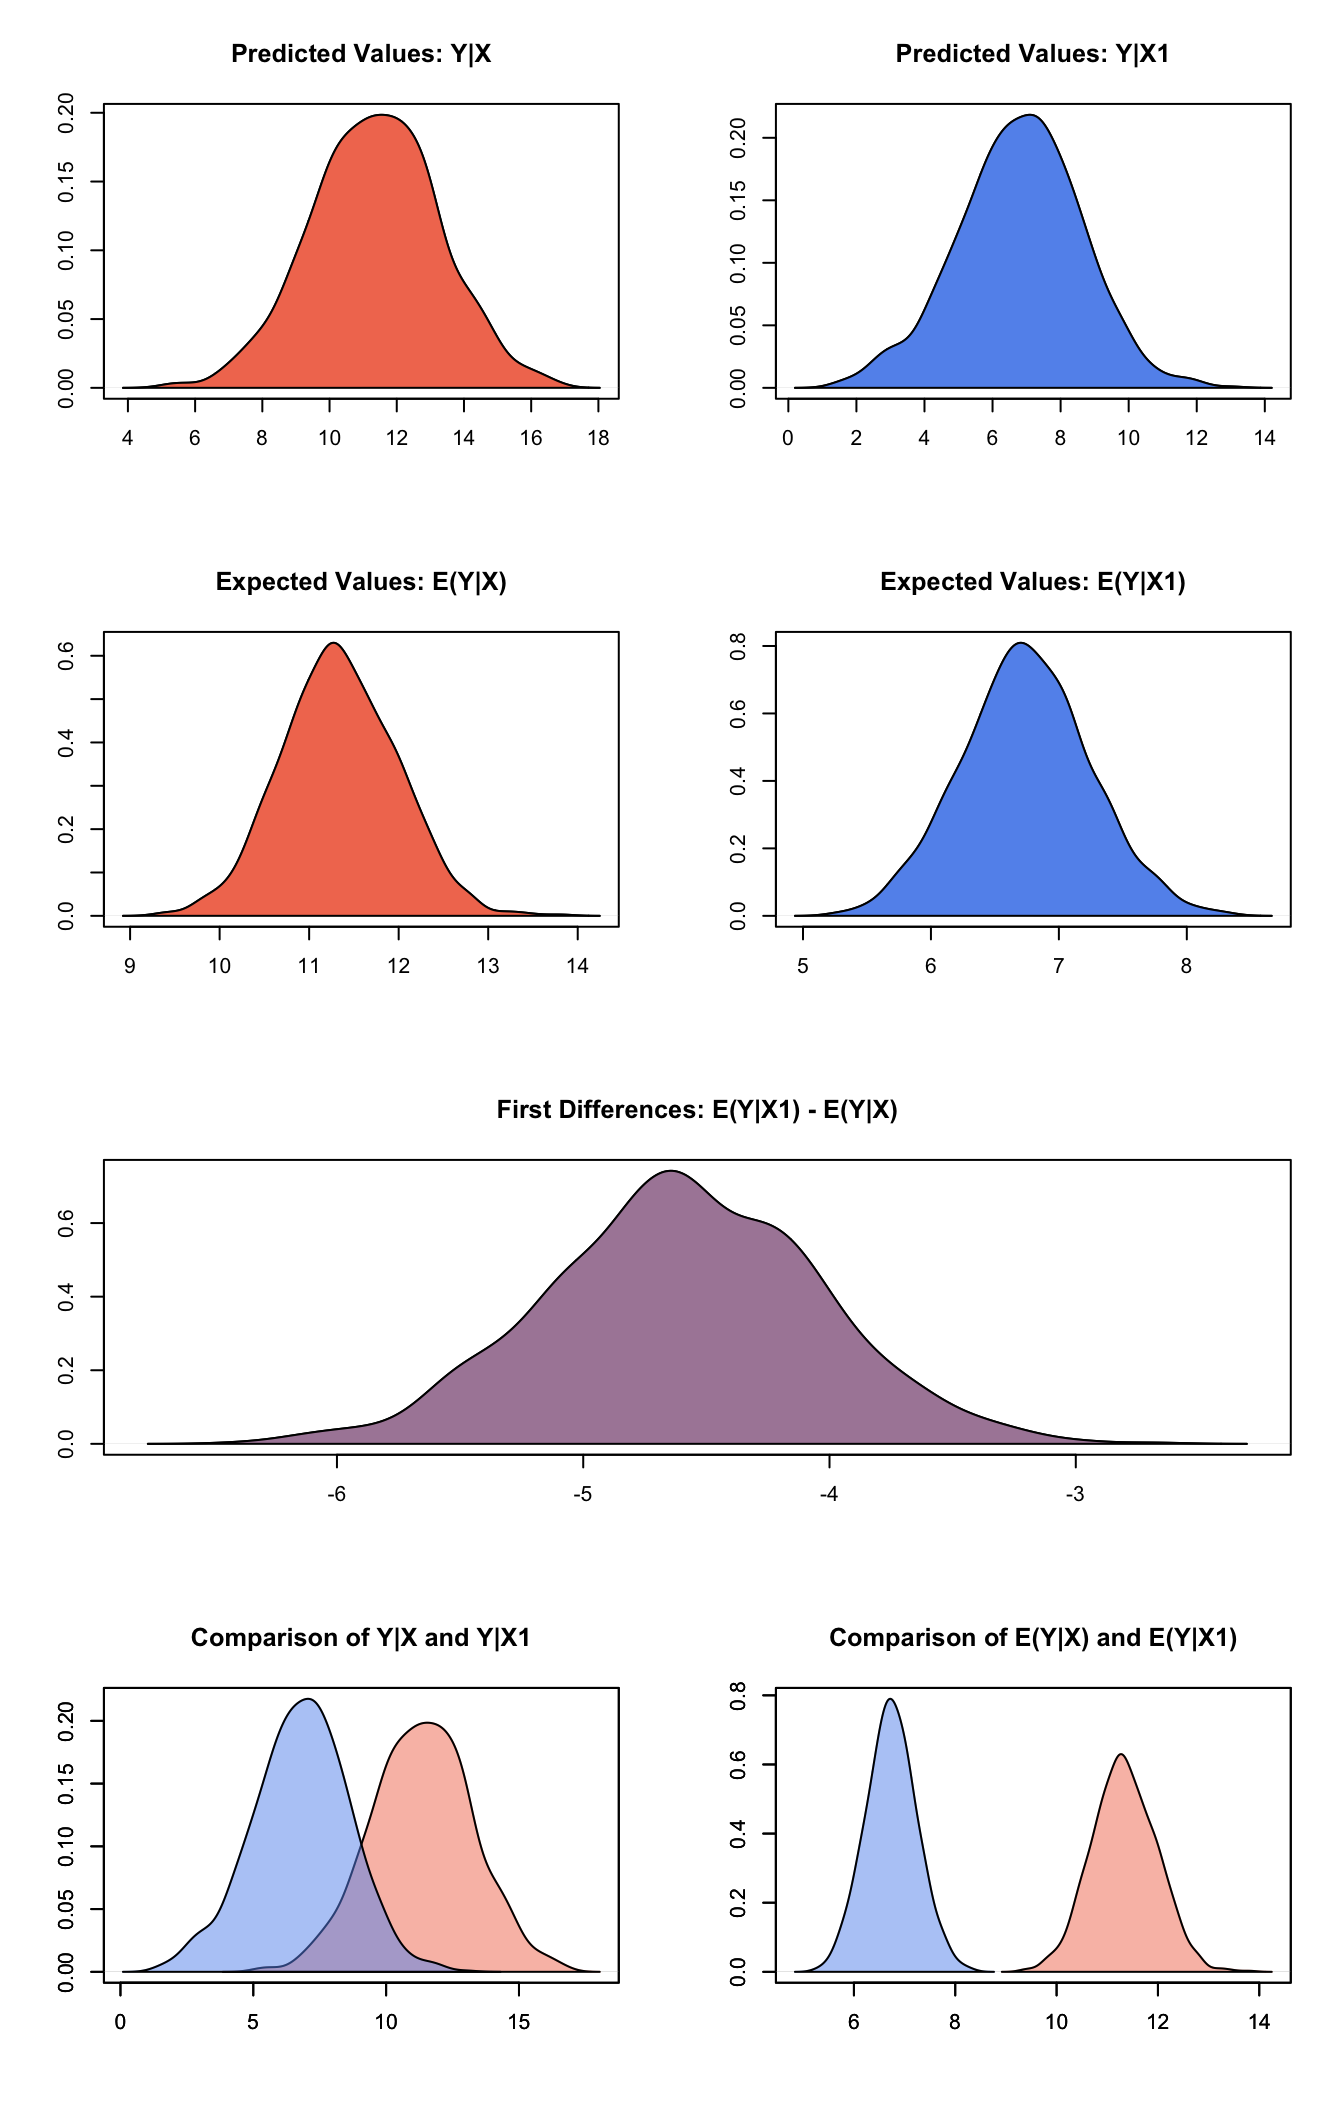 Predicted Values: Y|X
0.00 0.05 0.10 0.15 0.20
4 6 8 10 12 14 16 18
Predicted Values: Y|X1
0.00 0.05 0.10 0.15 0.20
0 2 4 6 8 10 12 14
Expected Values: E(Y|X)
0.0 0.2 0.4 0.6
9 10 11 12 13 14
Expected Values: E(Y|X1)
0.0 0.2 0.4 0.6 0.8
5 6 7 8
First Differences: E(Y|X1) - E(Y|X)
0.0 0.2 0.4 0.6
-6 -5 -4 -3
Comparison of Y|X and Y|X1
0.00 0.05 0.10 0.15 0.20
0 5 10 15
Comparison of E(Y|X) and E(Y|X1)
0.0 0.2 0.4 0.6 0.8
6 8 10 12 14